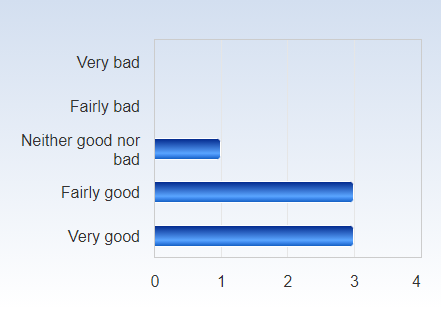 Very bad
Fairly bad
Neither good nor
bad
Fairly good
Very good
0 1 2 3 4